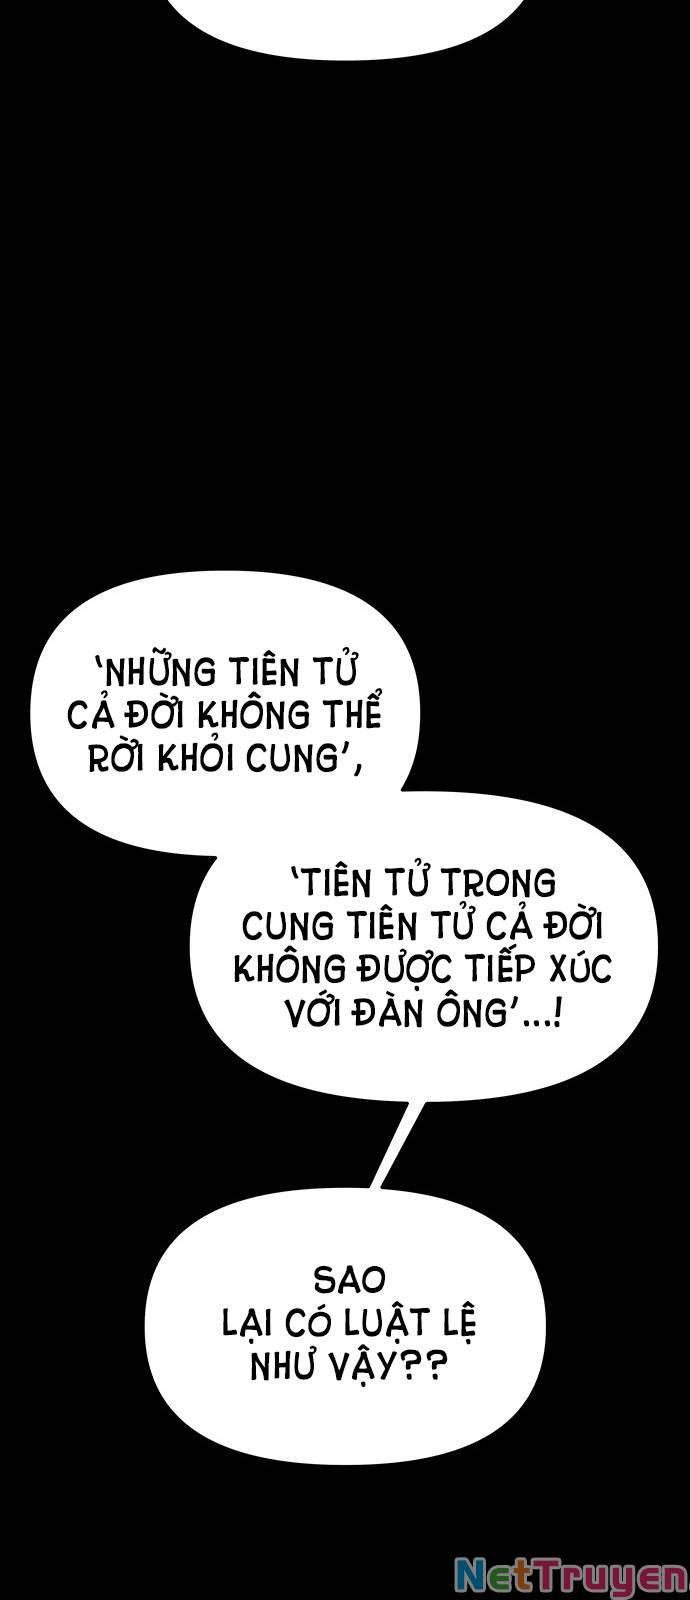 ‘NHỮNG TIÊN TỬ
CẢ ĐỜI KHÔNG THỂ
RỜI KHỎI CUNG’,
‘TIÊN TỬ TRONG
CUNG TIÊN TỬ CẢ ĐỜI
KHÔNG ĐƯỢC TIẾP XÚC
VỚI ĐÀN ÔNG’...!
SAO
LẠI CÓ LUẬT LỆ
NHƯ VẬY??
NetTruyen